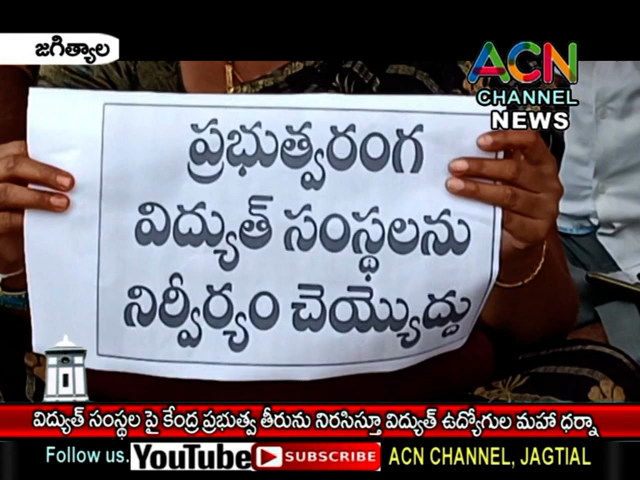 జగిత్యాల
ACN
CHANNEL
NEWS
ప్రభుత్వరంగ
విద్యుత్ సంస్థలను
నిర్వీర్యం చెయ్యొద్దు
విద్యుత్ సంస్థల పై కేంద్ర ప్రభుత్వ తీరును నిరసిస్తూ విద్యుత్ ఉద్యోగుల మహా ధర్నా
Follow us. YouTube SUBSCRIBE ACN CHANNEL, JAGTIAL